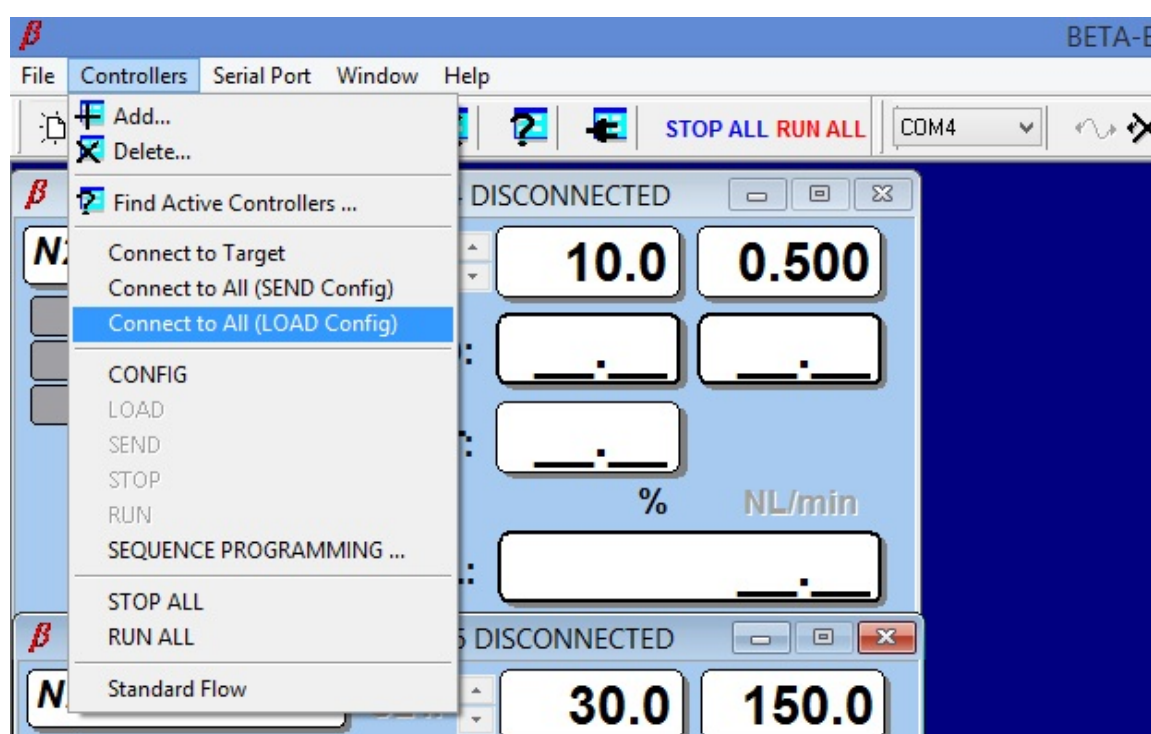 β BETA-E
File Controllers Serial Port Window Help
Add...
STOP ALL RUN ALL COM4
Delete...
β DISCONNECTED
Find Active Controllers ...
N 10.0 0.500
Connect to Target
Connect to All (SEND Config)
Connect to All (LOAD Config)
CONFIG
LOAD
SEND
STOP
% NL/min
RUN
SEQUENCE PROGRAMMING ...
STOP ALL
β DISCONNECTED
RUN ALL
Standard Flow
N 30.0 150.0